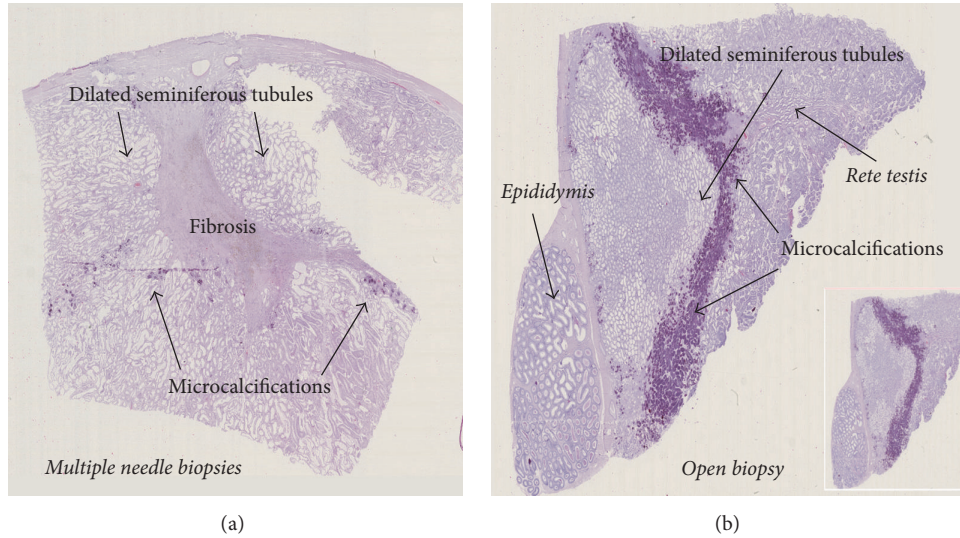 Dilated seminiferous tubules
Fibrosis
Microcalcifications
Multiple needle biopsies
(a)
Dilated seminiferous tubules
Rete testis
Epididymis
Microcalcifications
Open biopsy
(b)